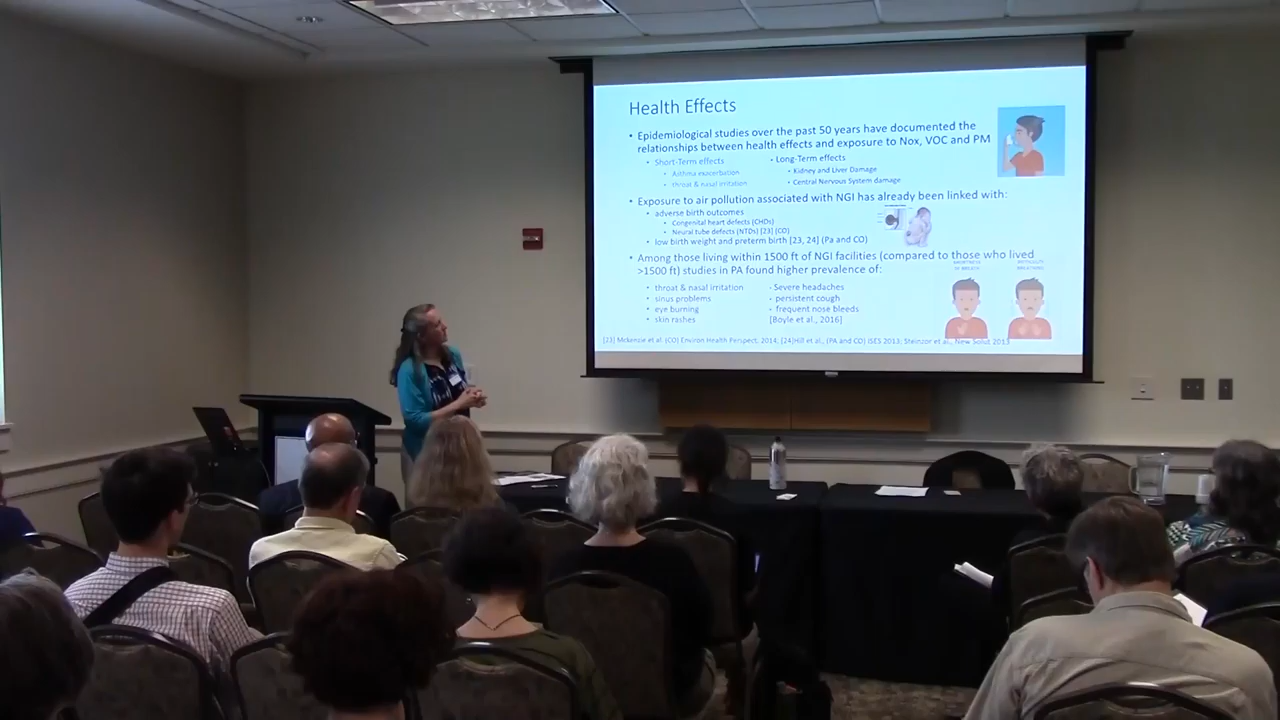 Health Effects
• Epidemiological studies over the past 50 years have documented the
relationships between health effects and exposure to Nox, VOC and PM
• Short-Term effects
• Asthma exacerbation
• throat & nasal irritation
• Long-Term effects
• Kidney and Liver Damage
• Central Nervous System damage
• Exposure to air pollution associated with NGI has already been linked with:
• adverse birth outcomes
• Congenital heart defects (CHDs)
• Neural tube defects (NTDs) [23] (CO)
• low birth weight and preterm birth [23, 24] (Pa and CO)
• Among those living within 1500 ft of NGI facilities (compared to those who lived
>1500 ft) studies in PA found higher prevalence of:
• throat & nasal irritation
• sinus problems
• eye burning
• skin rashes
- Severe headaches
• persistent cough
• frequent nose bleeds
[Boyle et al., 2016]
SHORTNESS
OF BREATH
DIFFICULTY
BREATHING
[23] Mckenzie et al. (CO) Environ Health Perspect, 2014, [24]Hill et al., (PA and CO) ISES 2013; Steinzor et al., New Solut 2013